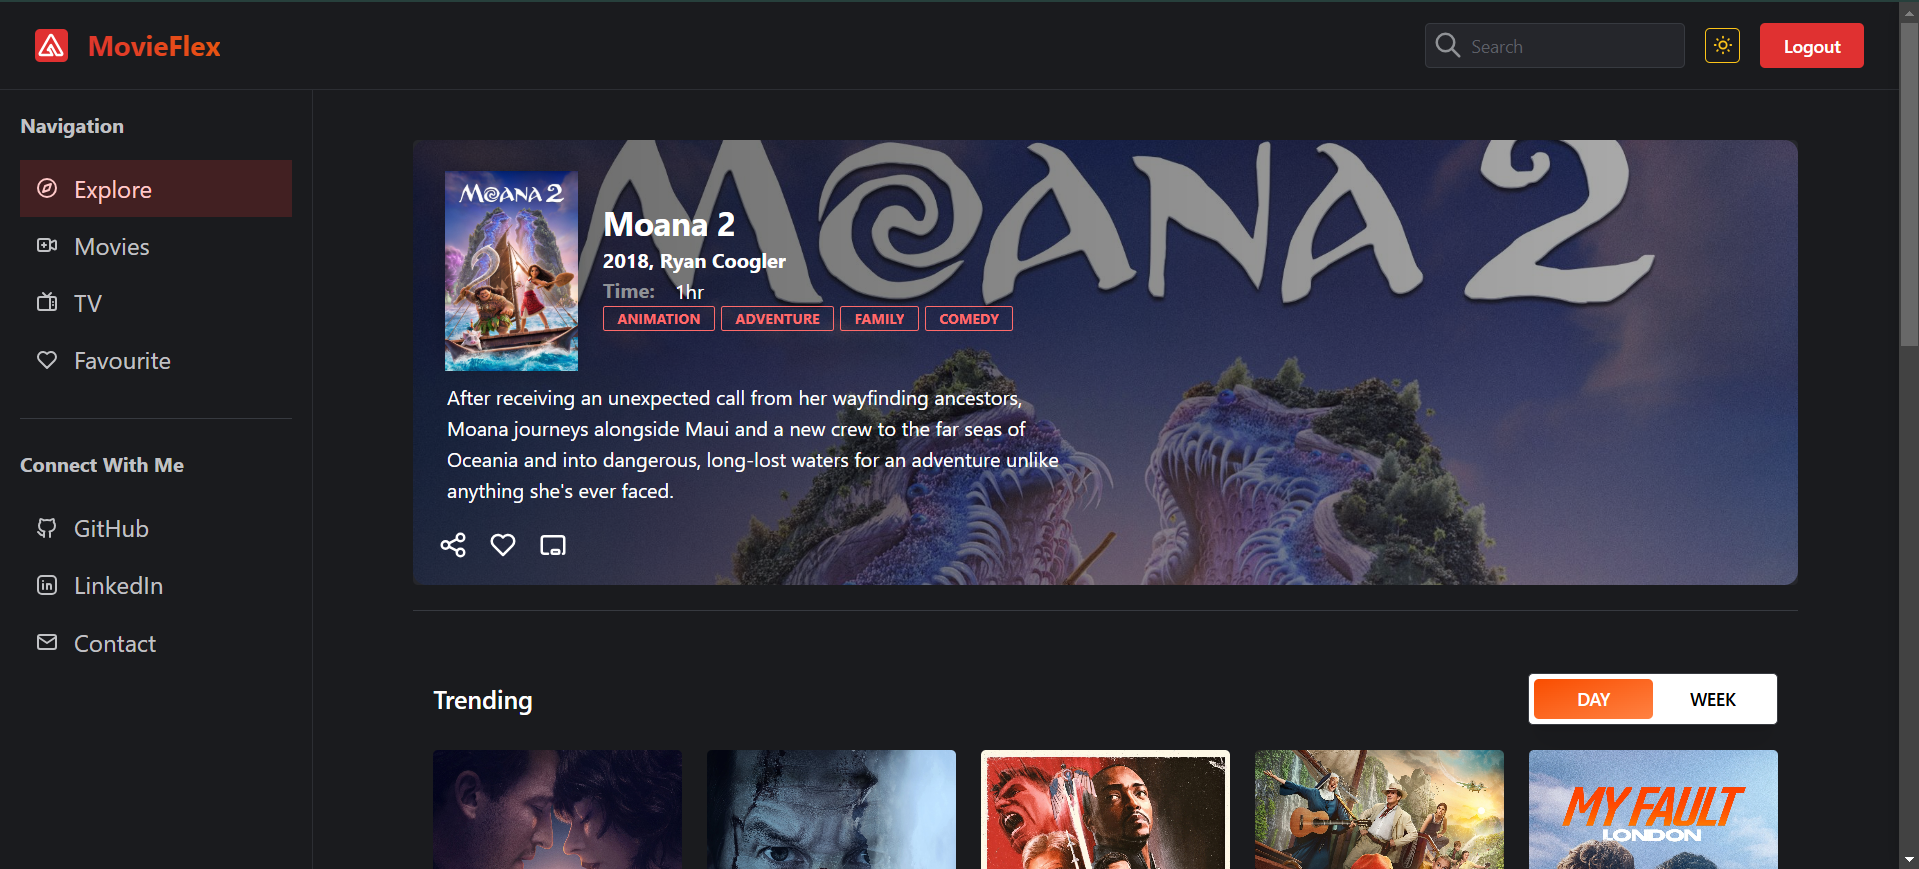 MovieFlex
Search
Logout
Navigation
Explore
Movies
TV
Favourite
Connect With Me
GitHub
LinkedIn
Contact
MOANA 2
MOANA 2
Moana 2
2018, Ryan Coogler
Time: 1hr
ANIMATION ADVENTURE FAMILY COMEDY
After receiving an unexpected call from her wayfinding ancestors,
Moana journeys alongside Maui and a new crew to the far seas of
Oceania and into dangerous, long-lost waters for an adventure unlike
anything she's ever faced.
Trending
DAY WEEK
MY FAULT
LONDON